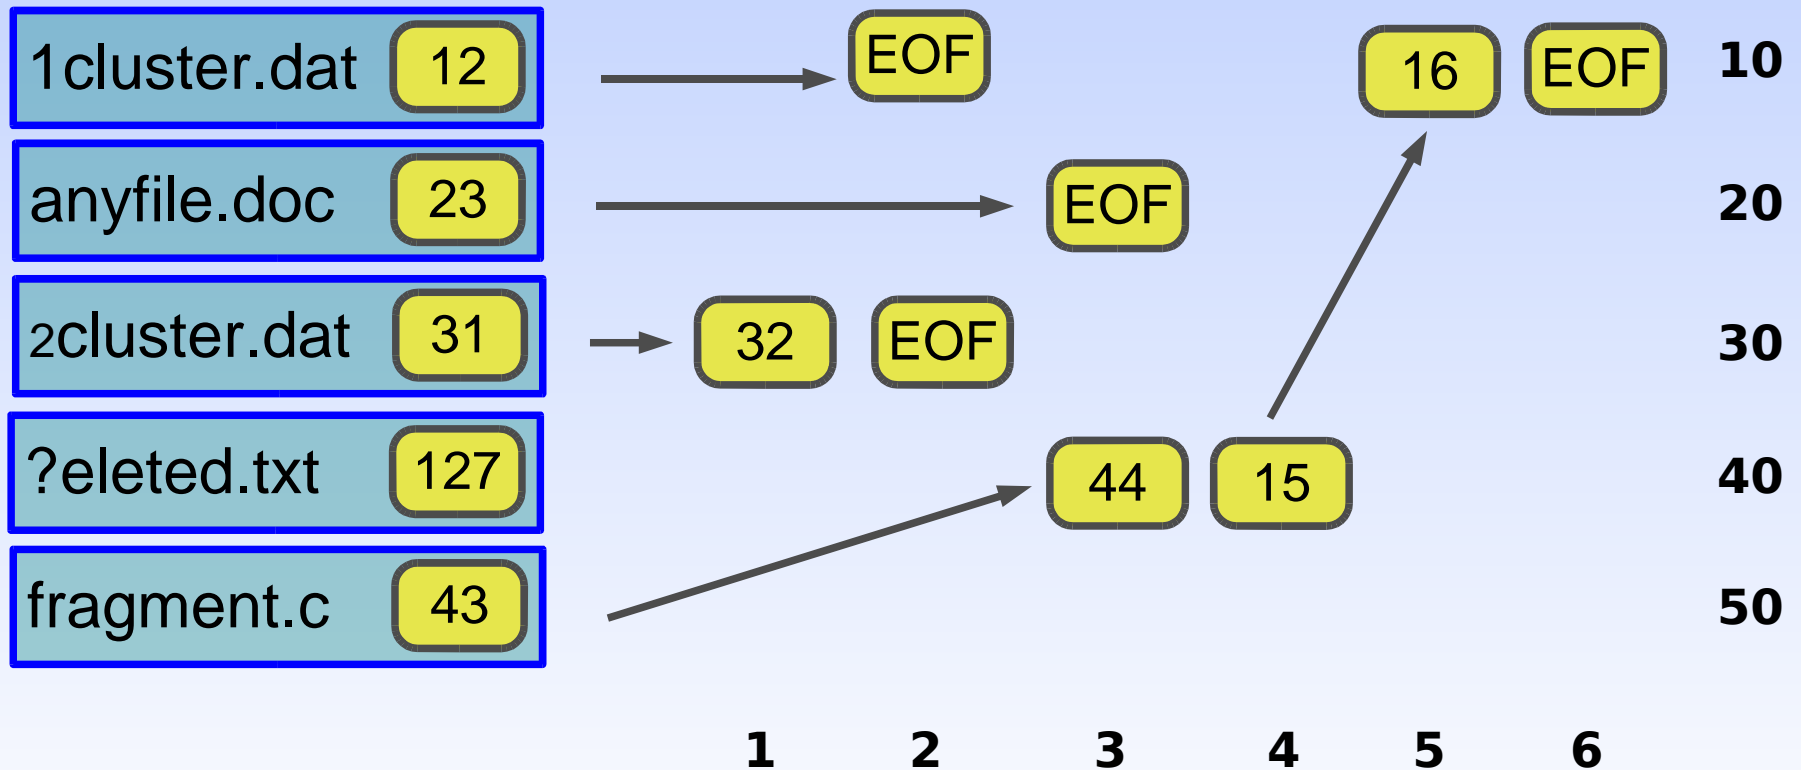 1cluster.dat 12 EOF 16 EOF 10
anyfile.doc 23 EOF 20
2cluster.dat 31 32 EOF 30
?eleted.txt 127 44 15 40
fragment.c 43 50
1 2 3 4 5 6